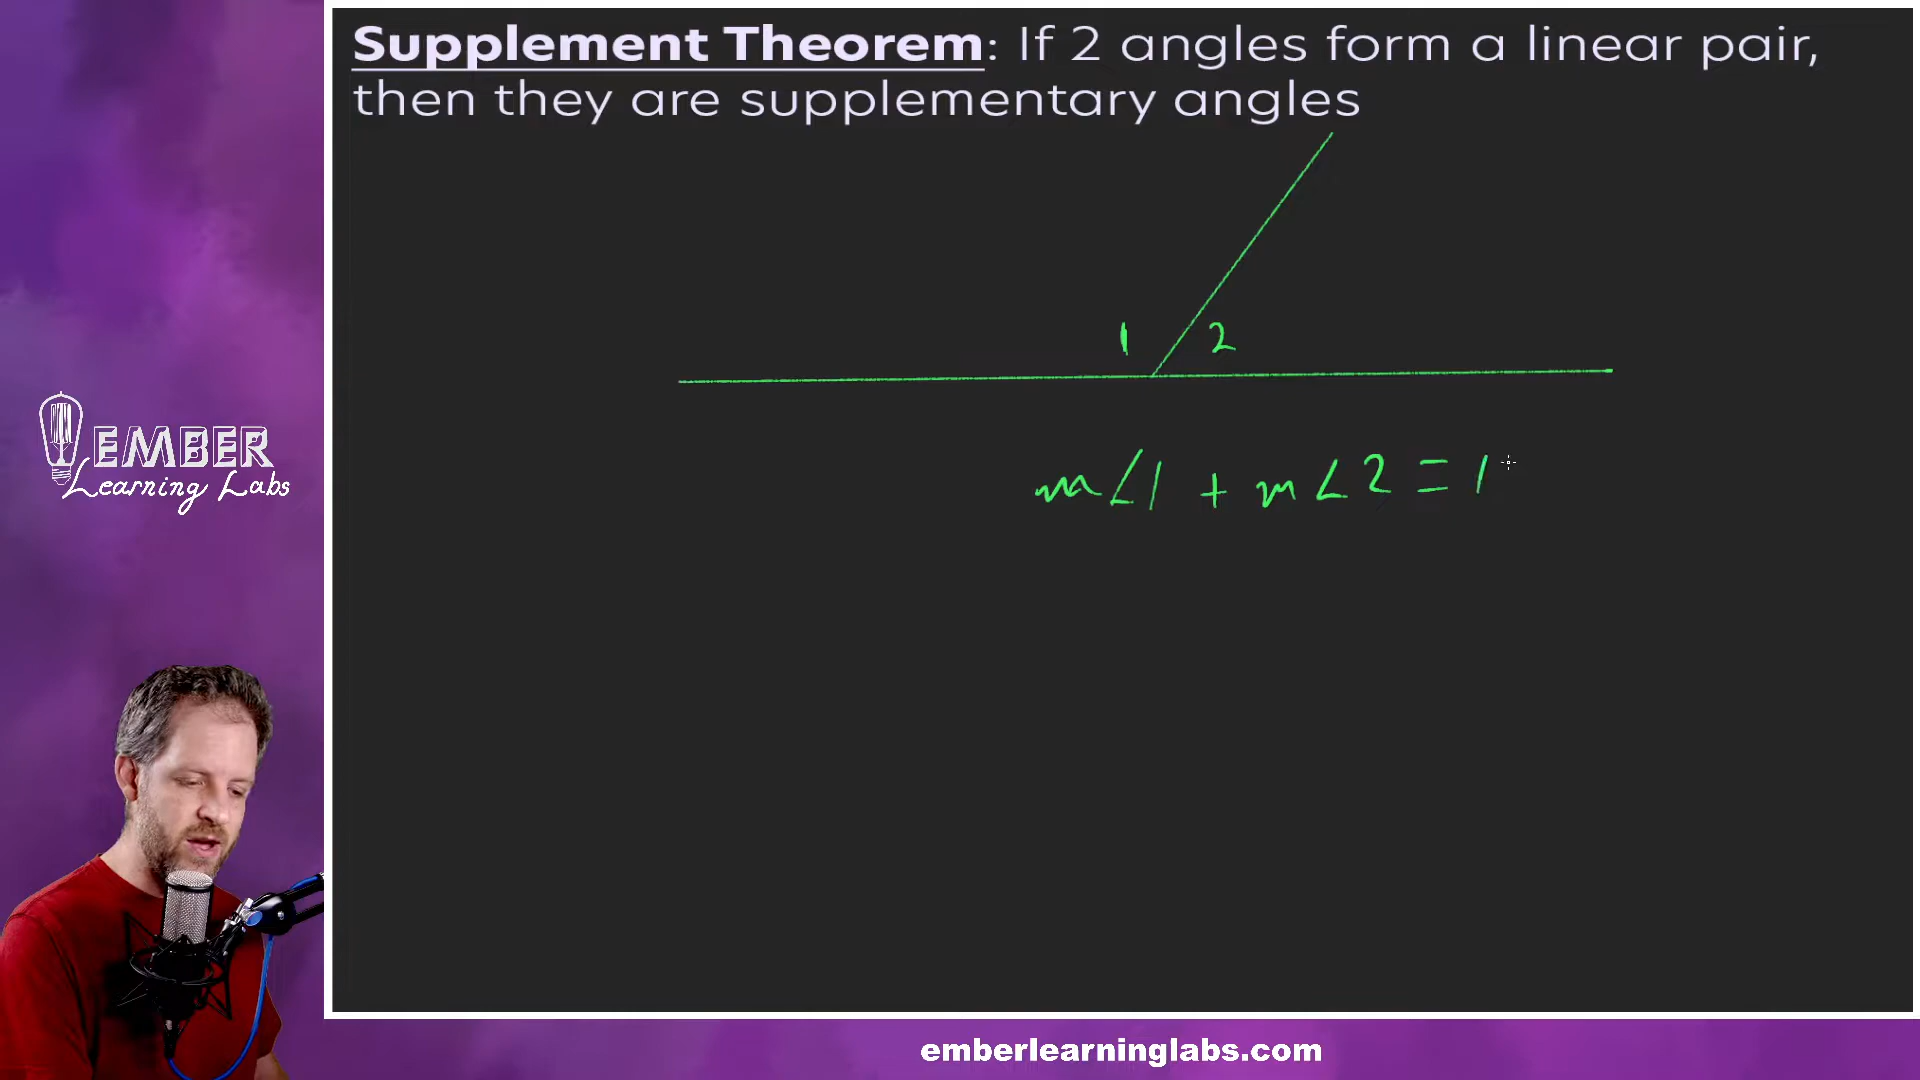 Supplement Theorem: If 2 angles form a linear pair,
then they are supplementary angles
1 2
m∠1 + m∠2 = 1
EMBER
Learning Labs
emberlearninglabs.com